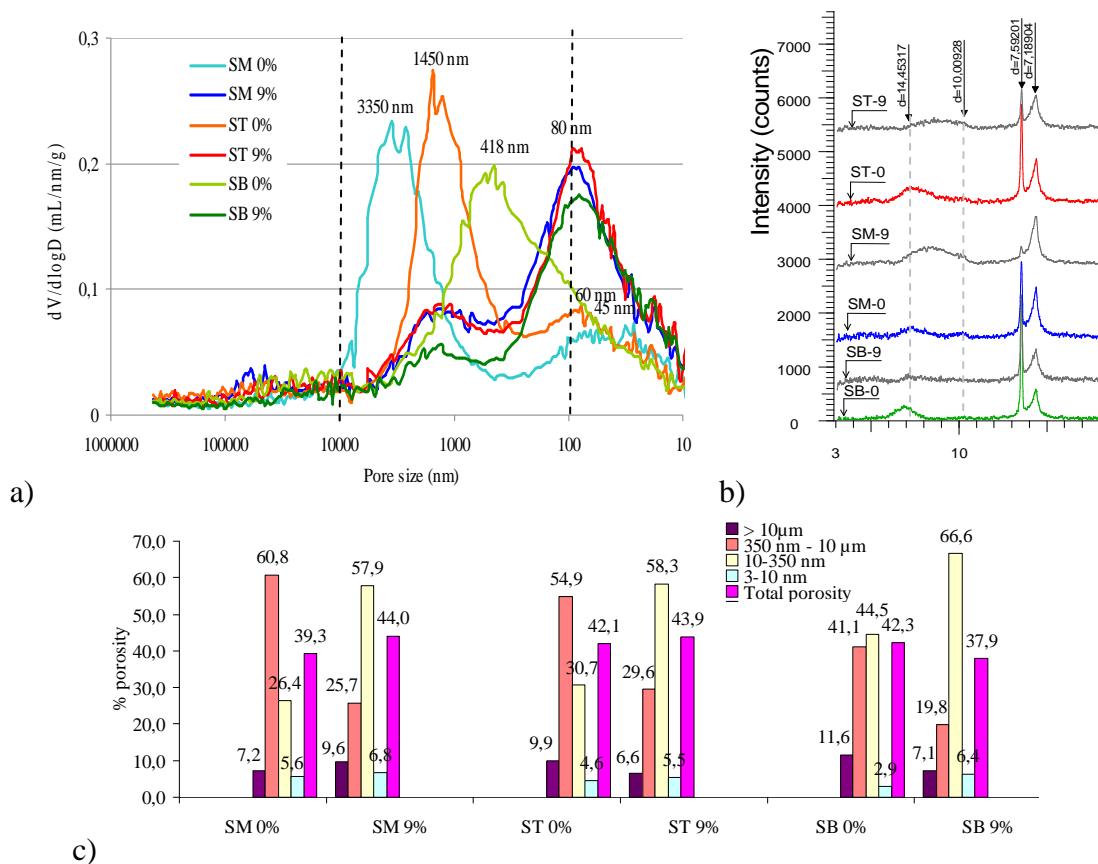 0,3
0,2
0,1
0
dV/dlogD (mL/nm/g)
SM 0%
SM 9%
ST 0%
ST 9%
SB 0%
SB 9%
3350 nm
1450 nm
418 nm
80 nm
60 nm
45 nm
1000000 100000 10000 1000 100 10
Pore size (nm)
a)
7000
6000
5000
4000
3000
2000
1000
0
Intensity (counts)
d=14,45317
d=10,00928
d=7,59201
d=7,18904
ST-9
ST-0
SM-9
SM-0
SB-9
SB-0
3 10
b)
70,0
60,0
50,0
40,0
30,0
20,0
10,0
0,0
% porosity
> 10µm
350 nm - 10 µm
10-350 nm
3-10 nm
Total porosity
7,2 60,8 26,4 5,6 39,3
9,6 25,7 57,9 6,8 44,0
9,9 54,9 30,7 4,6 42,1
6,6 29,6 58,3 5,5 43,9
11,6 41,1 44,5 2,9 42,3
7,1 19,8 66,6 6,4 37,9
SM 0% SM 9% ST 0% ST 9% SB 0% SB 9%
c)